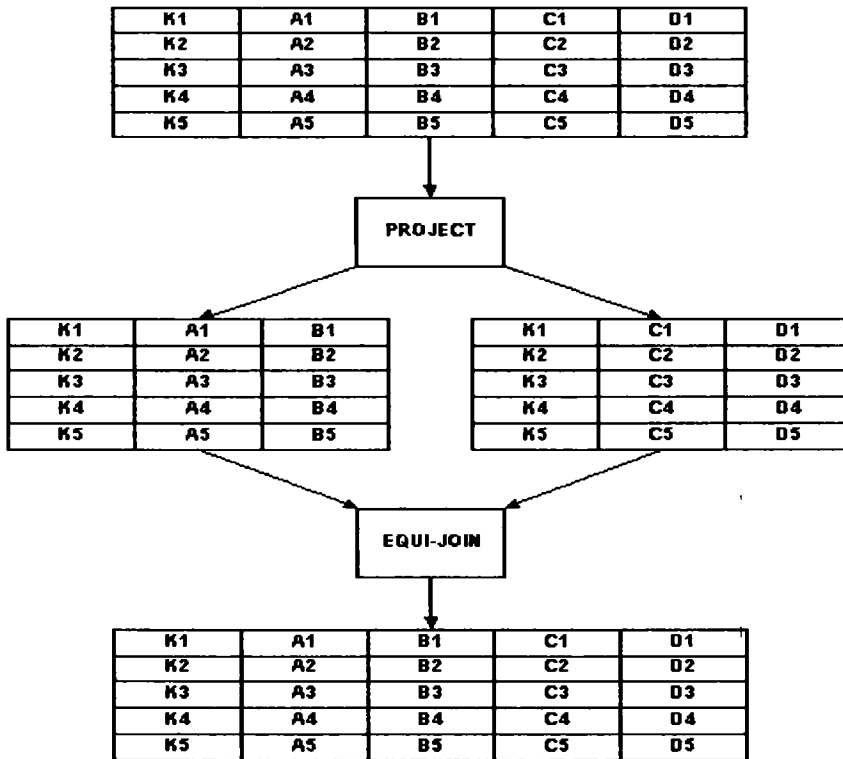 K1 A1 B1 C1 D1
K2 A2 B2 C2 D2
K3 A3 B3 C3 D3
K4 A4 B4 C4 D4
K5 A5 B5 C5 D5
PROJECT
K1 A1 B1
K2 A2 B2
K3 A3 B3
K4 A4 B4
K5 A5 B5
K1 C1 D1
K2 C2 D2
K3 C3 D3
K4 C4 D4
K5 C5 D5
EQUI-JOIN
K1 A1 B1 C1 D1
K2 A2 B2 C2 D2
K3 A3 B3 C3 D3
K4 A4 B4 C4 D4
K5 A5 B5 C5 D5